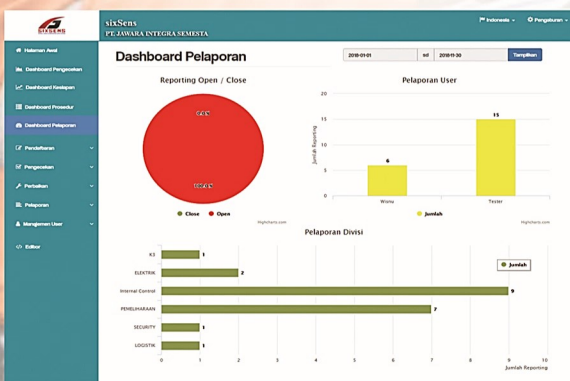 SIXSENS
sixSens
PT. JAWARA INTEGRA SEMESTA
Indonesia
Pengaturan
Halaman Awal
Dashboard Pengecekan
Dashboard Kesiapan
Dashboard Prosedur
Dashboard Pelaporan
Pendaftaran
Pengecekan
Perbaikan
Pelaporan
Manajemen User
</> Editor
Dashboard Pelaporan
2018-01-01
sd
2018-11-30
Tampilkan
Reporting Open / Close
Close
Open
Highcharts.com
Pelaporan User
Jumlah Reporting
20
15
10
5
0
6
15
Wisnu
Tester
Jumlah
Highcharts.com
Pelaporan Divisi
K3
1
ELEKTRIK
2
Internal Control
9
PEMELIHARAAN
7
SECURITY
1
LOGISTIK
1
Jumlah
0 1 2 3 4 5 6 7 8 9 10
Jumlah Reporting